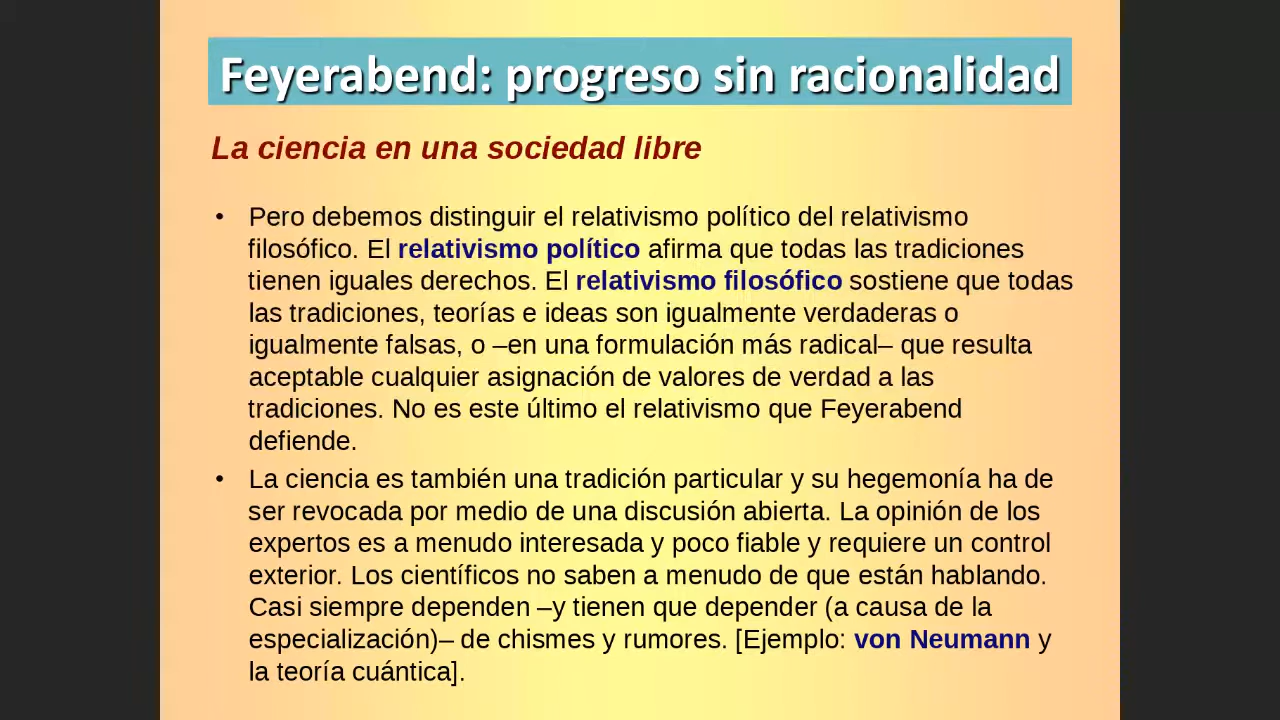 Feyerabend: progreso sin racionalidad
La ciencia en una sociedad libre
• Pero debemos distinguir el relativismo político del relativismo
filosófico. El relativismo político afirma que todas las tradiciones
tienen iguales derechos. El relativismo filosófico sostiene que todas
las tradiciones, teorías e ideas son igualmente verdaderas o
igualmente falsas, o –en una formulación más radical– que resulta
aceptable cualquier asignación de valores de verdad a las
tradiciones. No es este último el relativismo que Feyerabend
defiende.
• La ciencia es también una tradición particular y su hegemonía ha de
ser revocada por medio de una discusión abierta. La opinión de los
expertos es a menudo interesada y poco fiable y requiere un control
exterior. Los científicos no saben a menudo de que están hablando.
Casi siempre dependen –y tienen que depender (a causa de la
especialización)– de chismes y rumores. [Ejemplo: von Neumann y
la teoría cuántica].